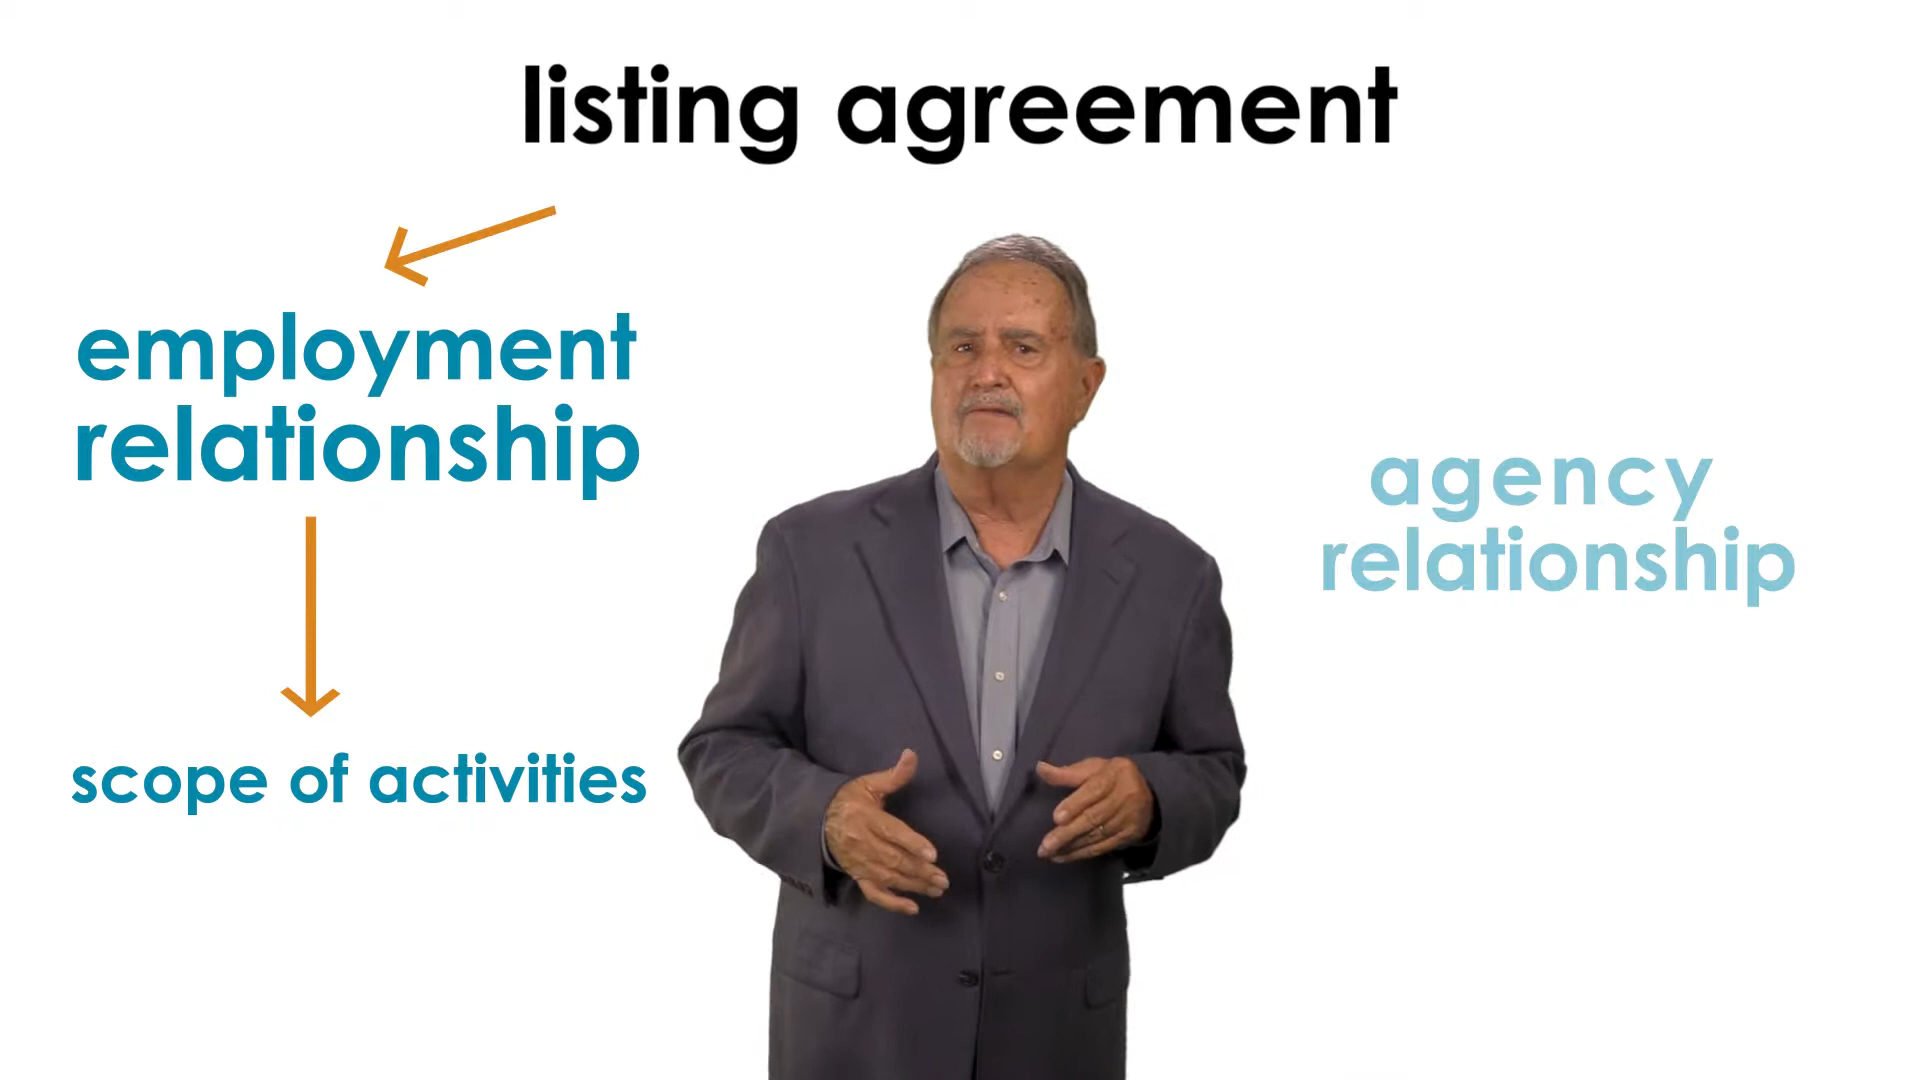 listing agreement
employment
relationship
scope of activities
agency
relationship